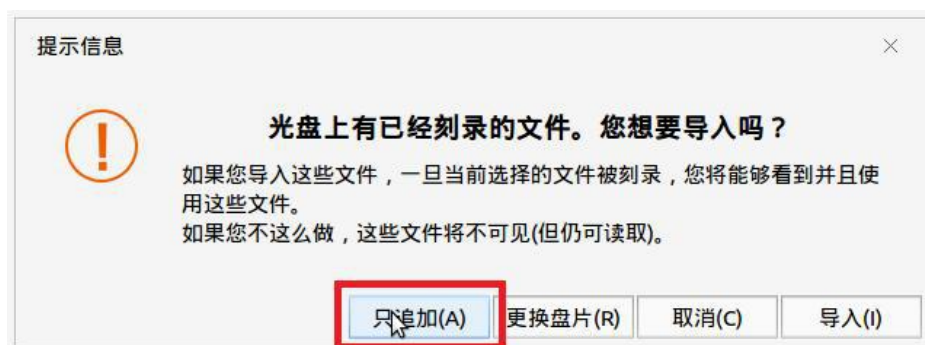 提示信息
光盘上有已经刻录的文件。您想要导入吗？
如果您导入这些文件，一旦当前选择的文件被刻录，您将能够看到并且使
用这些文件。
如果您不这么做，这些文件将不可见(但仍可读取)。
只追加(A) 更换盘片(R) 取消(C) 导入(I)